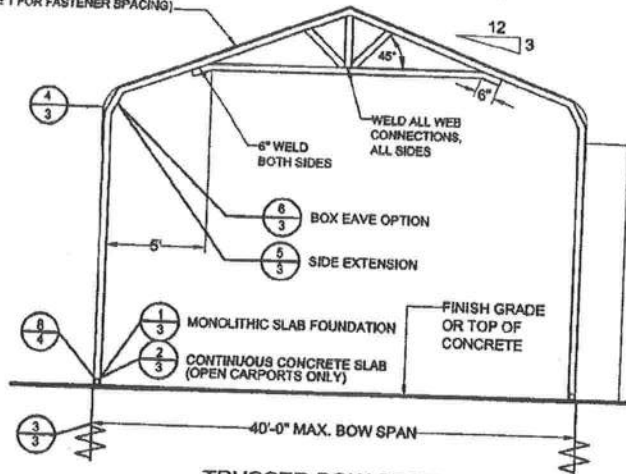 FOR FASTENER SPACING)
12
3
45°
6"
4
3
WELD ALL WEB
CONNECTIONS,
ALL SIDES
6" WELD
BOTH SIDES
6
3
BOX EAVE OPTION
5'
5
3
SIDE EXTENSION
1
3
MONOLITHIC SLAB FOUNDATION
FINISH GRADE
OR TOP OF
CONCRETE
8
4
2
3
CONTINUOUS CONCRETE SLAB
(OPEN CARPORTS ONLY)
3
3
40'-0" MAX. BOW SPAN